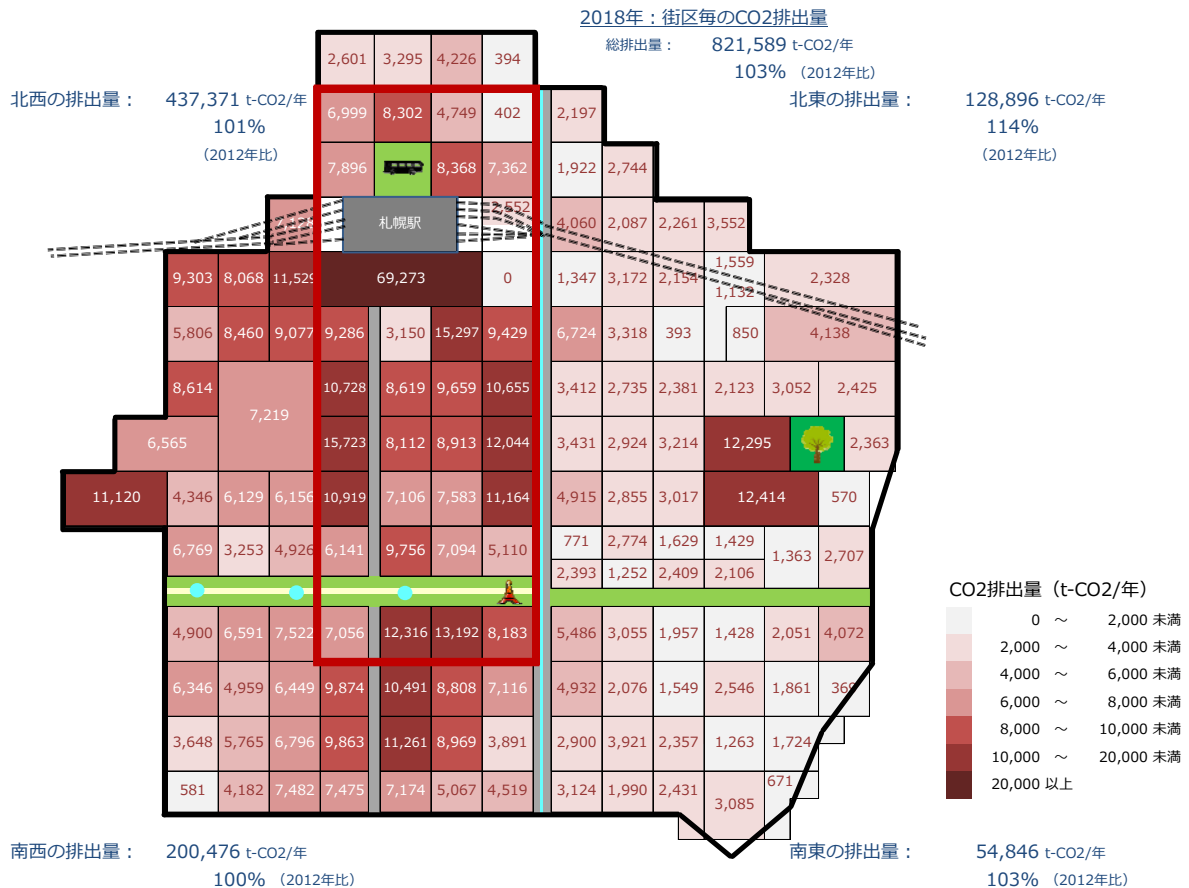 2018年：街区毎のCO2排出量
総排出量： 821,589 t-CO2/年
103% （2012年比）
北西の排出量： 437,371 t-CO2/年
101%
（2012年比）
北東の排出量： 128,896 t-CO2/年
114%
（2012年比）
2,601 3,295 4,226 394
6,999 8,302 4,749 402 2,197
7,896 8,368 7,362 1,922 2,744
札幌駅 2,552 4,060 2,087 2,261 3,552
9,303 8,068 11,529 69,273 0 1,347 3,172 2,154 1,559 2,328
1,132
5,806 8,460 9,077 9,286 3,150 15,297 9,429 6,724 3,318 393 850 4,138
8,614 10,728 8,619 9,659 10,655 3,412 2,735 2,381 2,123 3,052 2,425
7,219
6,565 15,723 8,112 8,913 12,044 3,431 2,924 3,214 12,295 2,363
11,120 4,346 6,129 6,156 10,919 7,106 7,583 11,164 4,915 2,855 3,017 12,414 570
6,769 3,253 4,926 6,141 9,756 7,094 5,110 771 2,774 1,629 1,429 1,363 2,707
2,393 1,252 2,409 2,106
4,900 6,591 7,522 7,056 12,316 13,192 8,183 5,486 3,055 1,957 1,428 2,051 4,072
6,346 4,959 6,449 9,874 10,491 8,808 7,116 4,932 2,076 1,549 2,546 1,861 369
3,648 5,765 6,796 9,863 11,261 8,969 3,891 2,900 3,921 2,357 1,263 1,724
581 4,182 7,482 7,475 7,174 5,067 4,519 3,124 1,990 2,431 3,085 671
CO2排出量（t-CO2/年）
0 ～ 2,000 未満
2,000 ～ 4,000 未満
4,000 ～ 6,000 未満
6,000 ～ 8,000 未満
8,000 ～ 10,000 未満
10,000 ～ 20,000 未満
20,000 以上
南西の排出量： 200,476 t-CO2/年
100% （2012年比）
南東の排出量： 54,846 t-CO2/年
103% （2012年比）